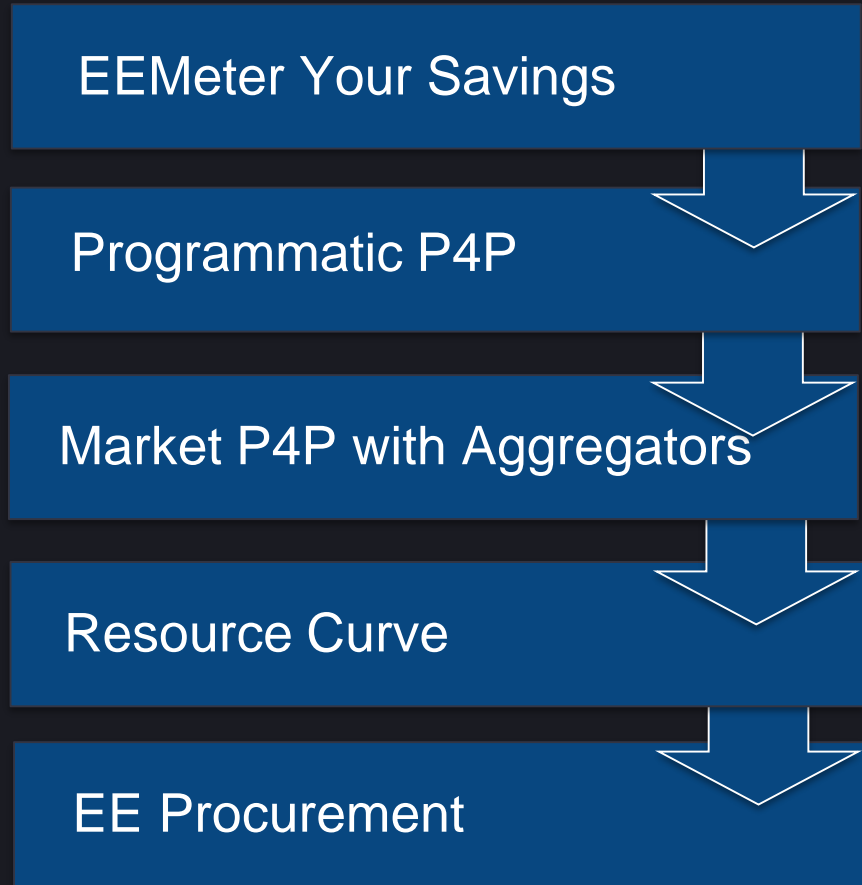 EEMeter Your Savings
Programmatic P4P
Market P4P with Aggregators
Resource Curve
EE Procurement